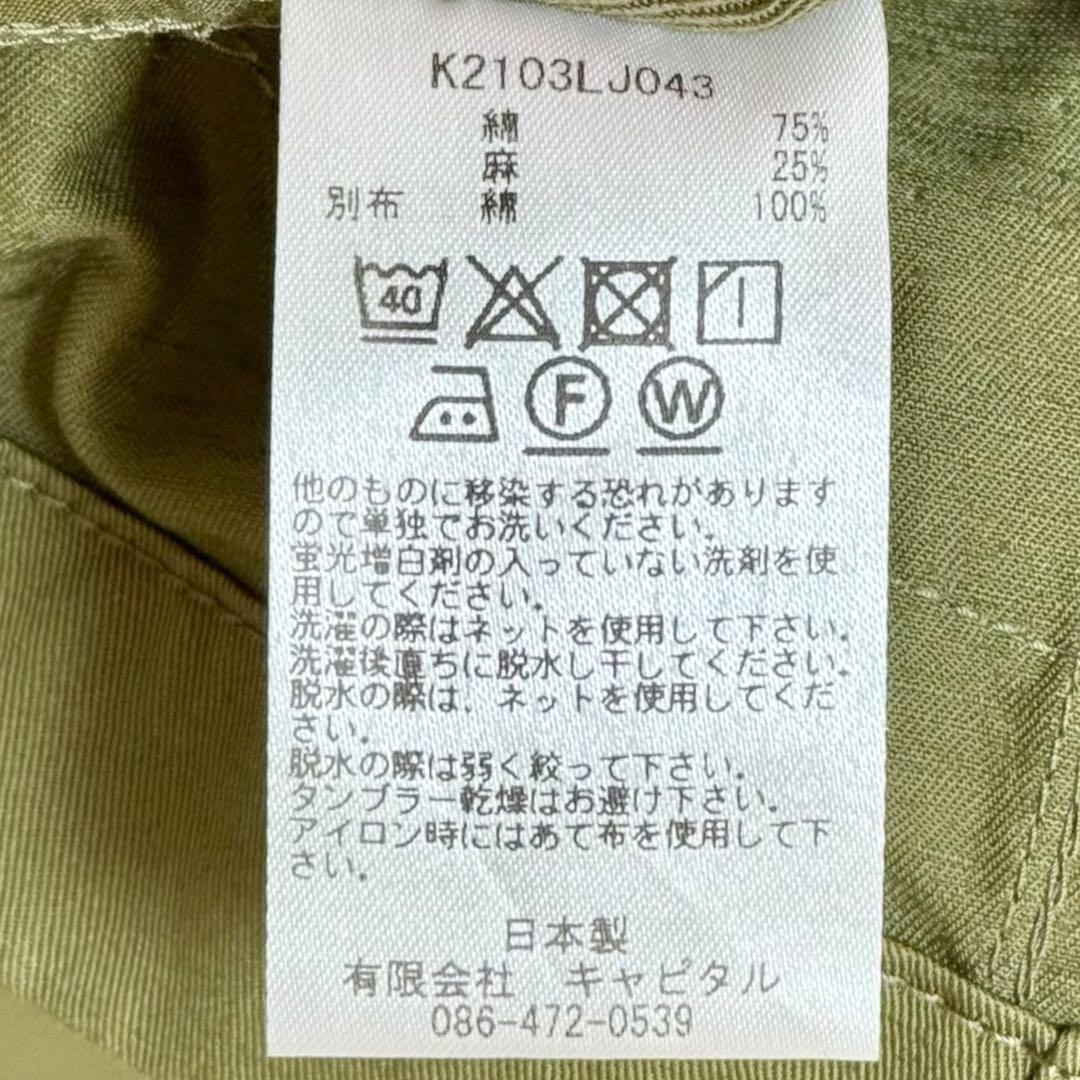 K2103LJ043
綿 75%
麻 25%
別布 綿 100%
40
F W
他のものに移染する恐れがあります
ので単独でお洗いください。
蛍光増白剤の入っていない洗剤を使
用してください。
洗濯の際はネットを使用して下さい。
洗濯後直ちに脱水し干してください。
脱水の際は、ネットを使用してくだ
さい。
脱水の際は弱く絞って下さい。
タンブラー乾燥はお避け下さい。
アイロン時にはあて布を使用して下
さい。
日本製
有限会社 キャピタル
086-472-0539